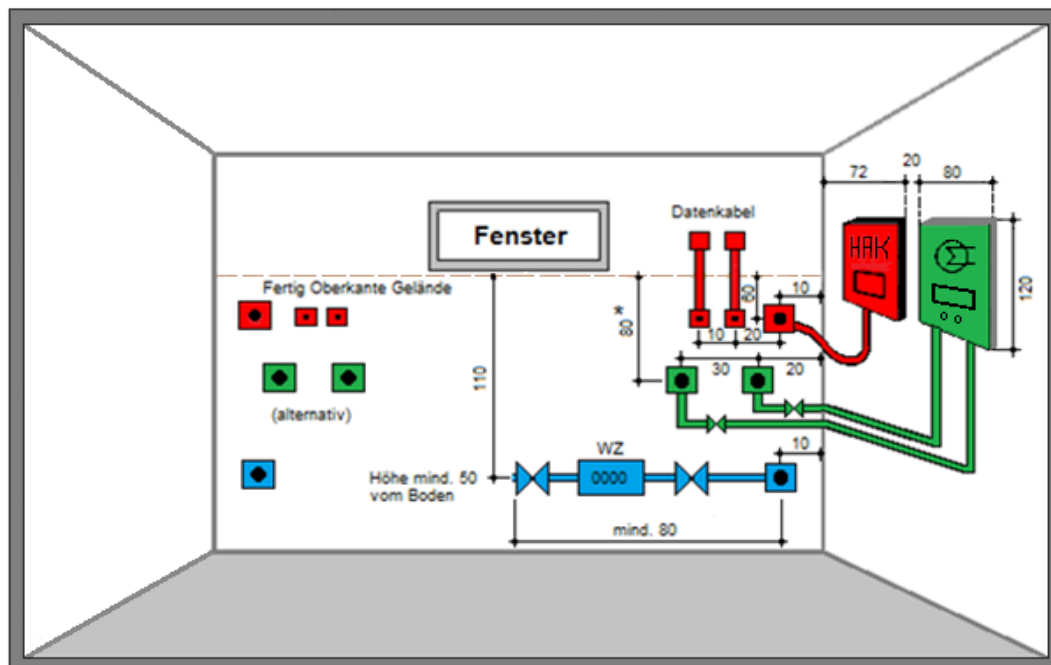 20
72
80
Datenkabel
Fenster
HAK
Fertig Oberkante Gelände
10
60
120
80*
10
20
110
30
20
(alternativ)
WZ
10
Höhe mind. 50
vom Boden
0000
mind. 80